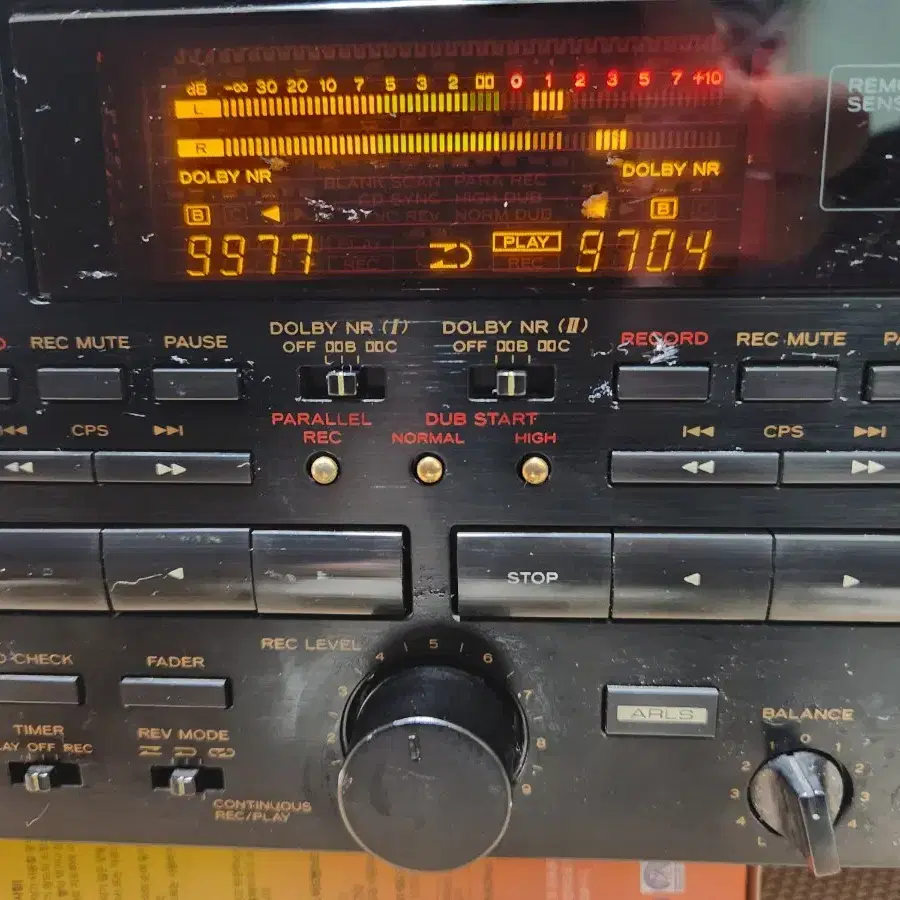 dB -∞ 30 20 10 7 5 3 2 0 1 2 3 5 7 +10
L
R
DOLBY NR DOLBY NR
BLANK SCAN PARA REC
SYNC HIGH DUB
REV NORM DUB
B C B C
9977 PLAY 9704
REC REC
DOLBY NR (I) DOLBY NR (II)
REC MUTE PAUSE OFF B C OFF B C RECORD REC MUTE
PARALLEL REC DUB START
NORMAL HIGH
CPS CPS
STOP
REC LEVEL
2 3 4 5 6 7 8 9
CHECK FADER
ARLS
BALANCE
TIMER
OFF REC
REV MODE
CONTINUOUS
REC/PLAY
4 3 2 1 0 1 2 3 4
L